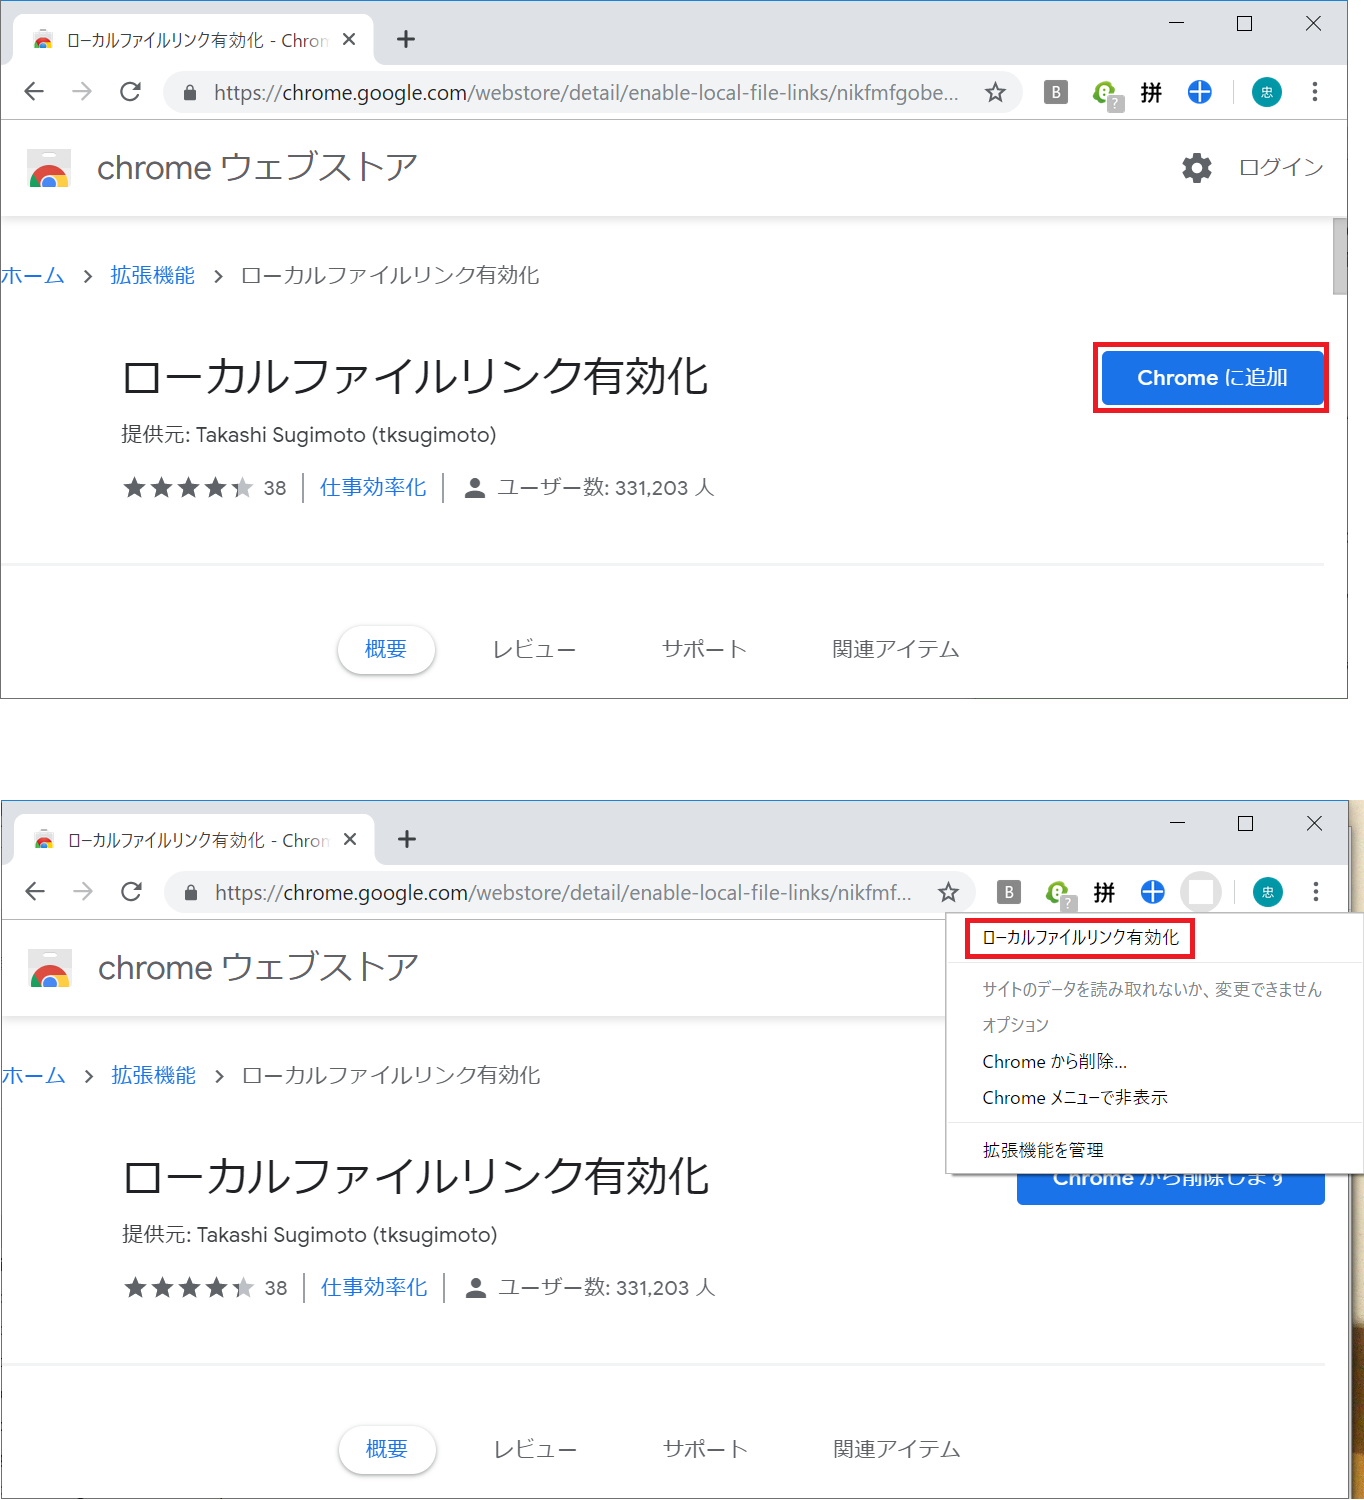 ローカルファイルリンク有効化 - Chrom
https://chrome.google.com/webstore/detail/enable-local-file-links/nikfmfgobe...
B
?
拼
忠
chrome ウェブストア
ログイン
ホーム > 拡張機能 > ローカルファイルリンク有効化
ローカルファイルリンク有効化
Chrome に追加
提供元: Takashi Sugimoto (tksugimoto)
38
仕事効率化
ユーザー数: 331,203 人
概要
レビュー
サポート
関連アイテム
ローカルファイルリンク有効化 - Chrom
https://chrome.google.com/webstore/detail/enable-local-file-links/nikfmf...
B
?
拼
忠
chrome ウェブストア
ローカルファイルリンク有効化
サイトのデータを読み取れないか、変更できません
オプション
Chrome から削除...
Chrome メニューで非表示
拡張機能を管理
ホーム > 拡張機能 > ローカルファイルリンク有効化
ローカルファイルリンク有効化
Chrome から削除します
提供元: Takashi Sugimoto (tksugimoto)
38
仕事効率化
ユーザー数: 331,203 人
概要
レビュー
サポート
関連アイテム